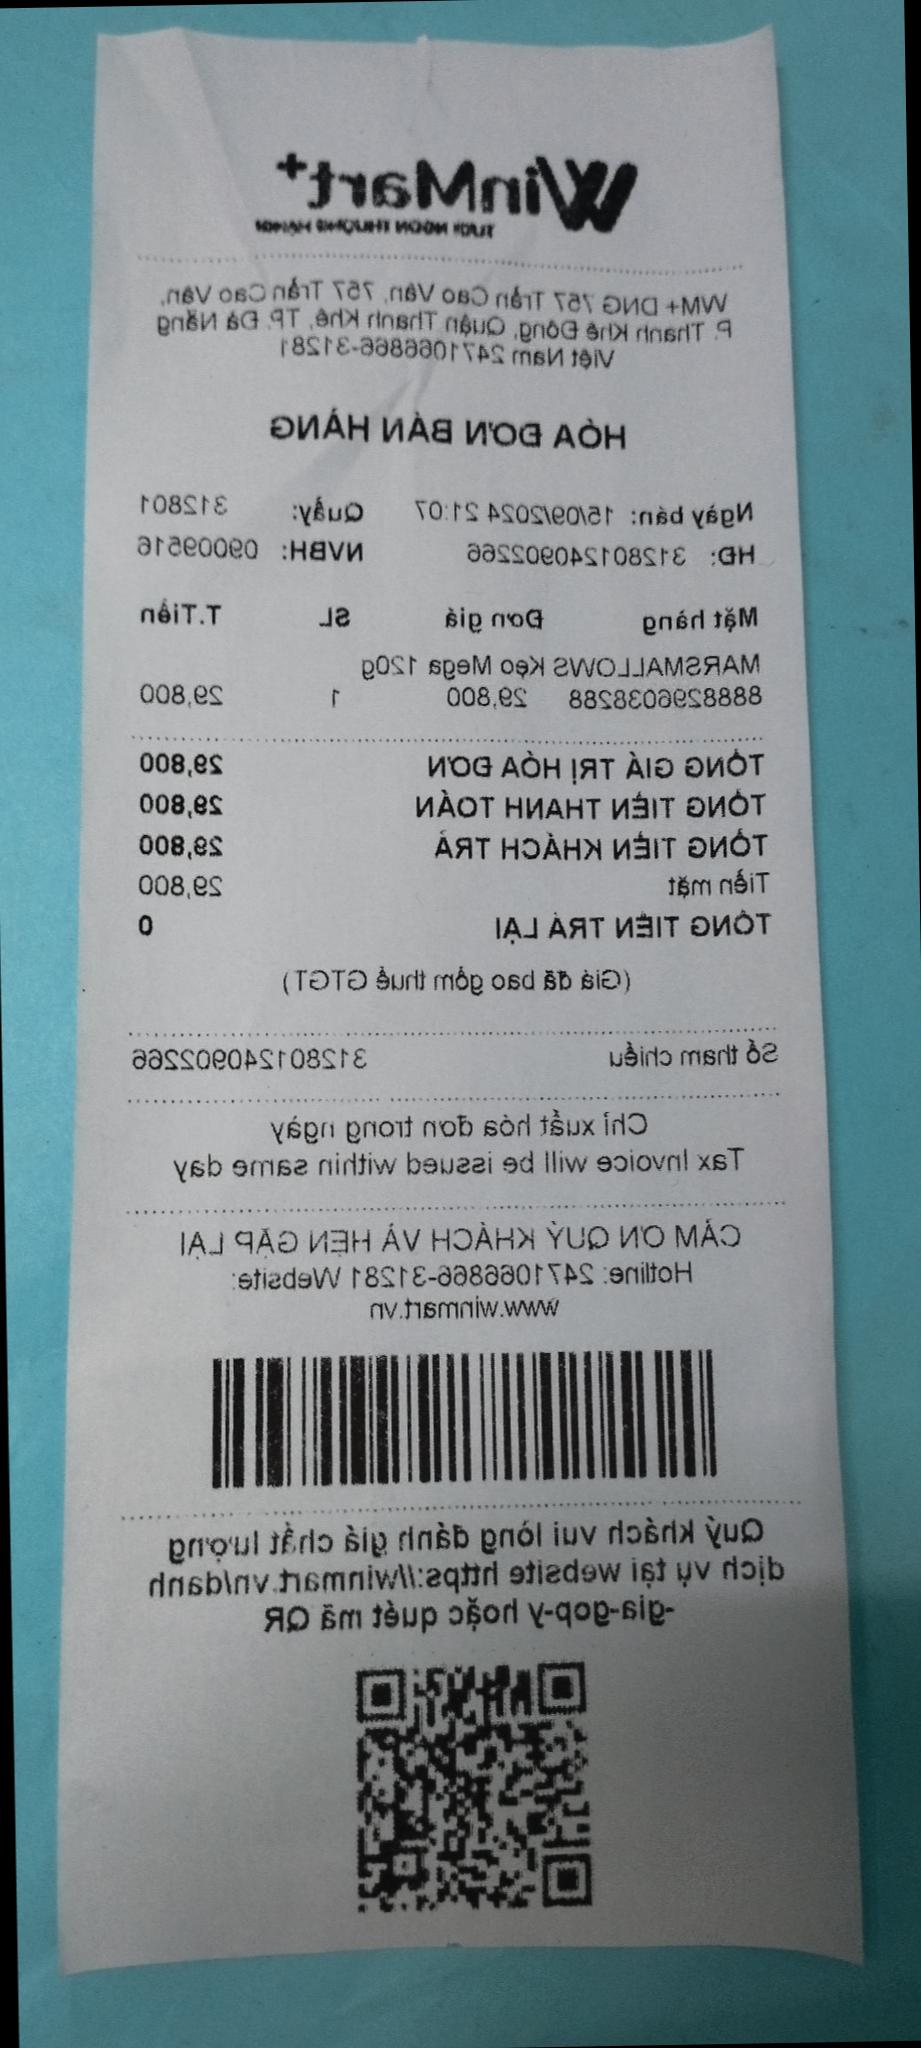 WinMart+
TƯƠI NGON THƯỢNG HẠNG
WM+ DNG 757 Trần Cao Vân, 757 Trần Cao Vân,
P. Thanh Khê Đông, Quận Thanh Khê, TP. Đà Nẵng
Việt Nam 2471066866-31281
HÓA ĐƠN BÁN HÀNG
Ngày bán: 15/09/2024 21:07 Quầy: 312801
HĐ: 31280124090 2266 NVBH: 09009516
Mặt hàng Đơn giá SL T.Tiền
MARSMALLOWS Kẹo Mega 120g
8888296038288 29,800 1 29,800
TỔNG GIÁ TRỊ HÓA ĐƠN 29,800
TỔNG TIỀN THANH TOÁN 29,800
TỔNG TIỀN KHÁCH TRẢ 29,800
Tiền mặt 29,800
TỔNG TIỀN TRẢ LẠI 0
(Giá đã bao gồm thuế GTGT)
Số tham chiếu 312801240902266
Chỉ xuất hóa đơn trong ngày
Tax Invoice will be issued within same day
CẢM ƠN QUÝ KHÁCH VÀ HẸN GẶP LẠI
Hotline: 2471066866-31281 Website:
www.winmart.vn
Quý khách vui lòng đánh giá chất lượng
dịch vụ tại website https://winmart.vn/danh
-gia-gop-y hoặc quét mã QR